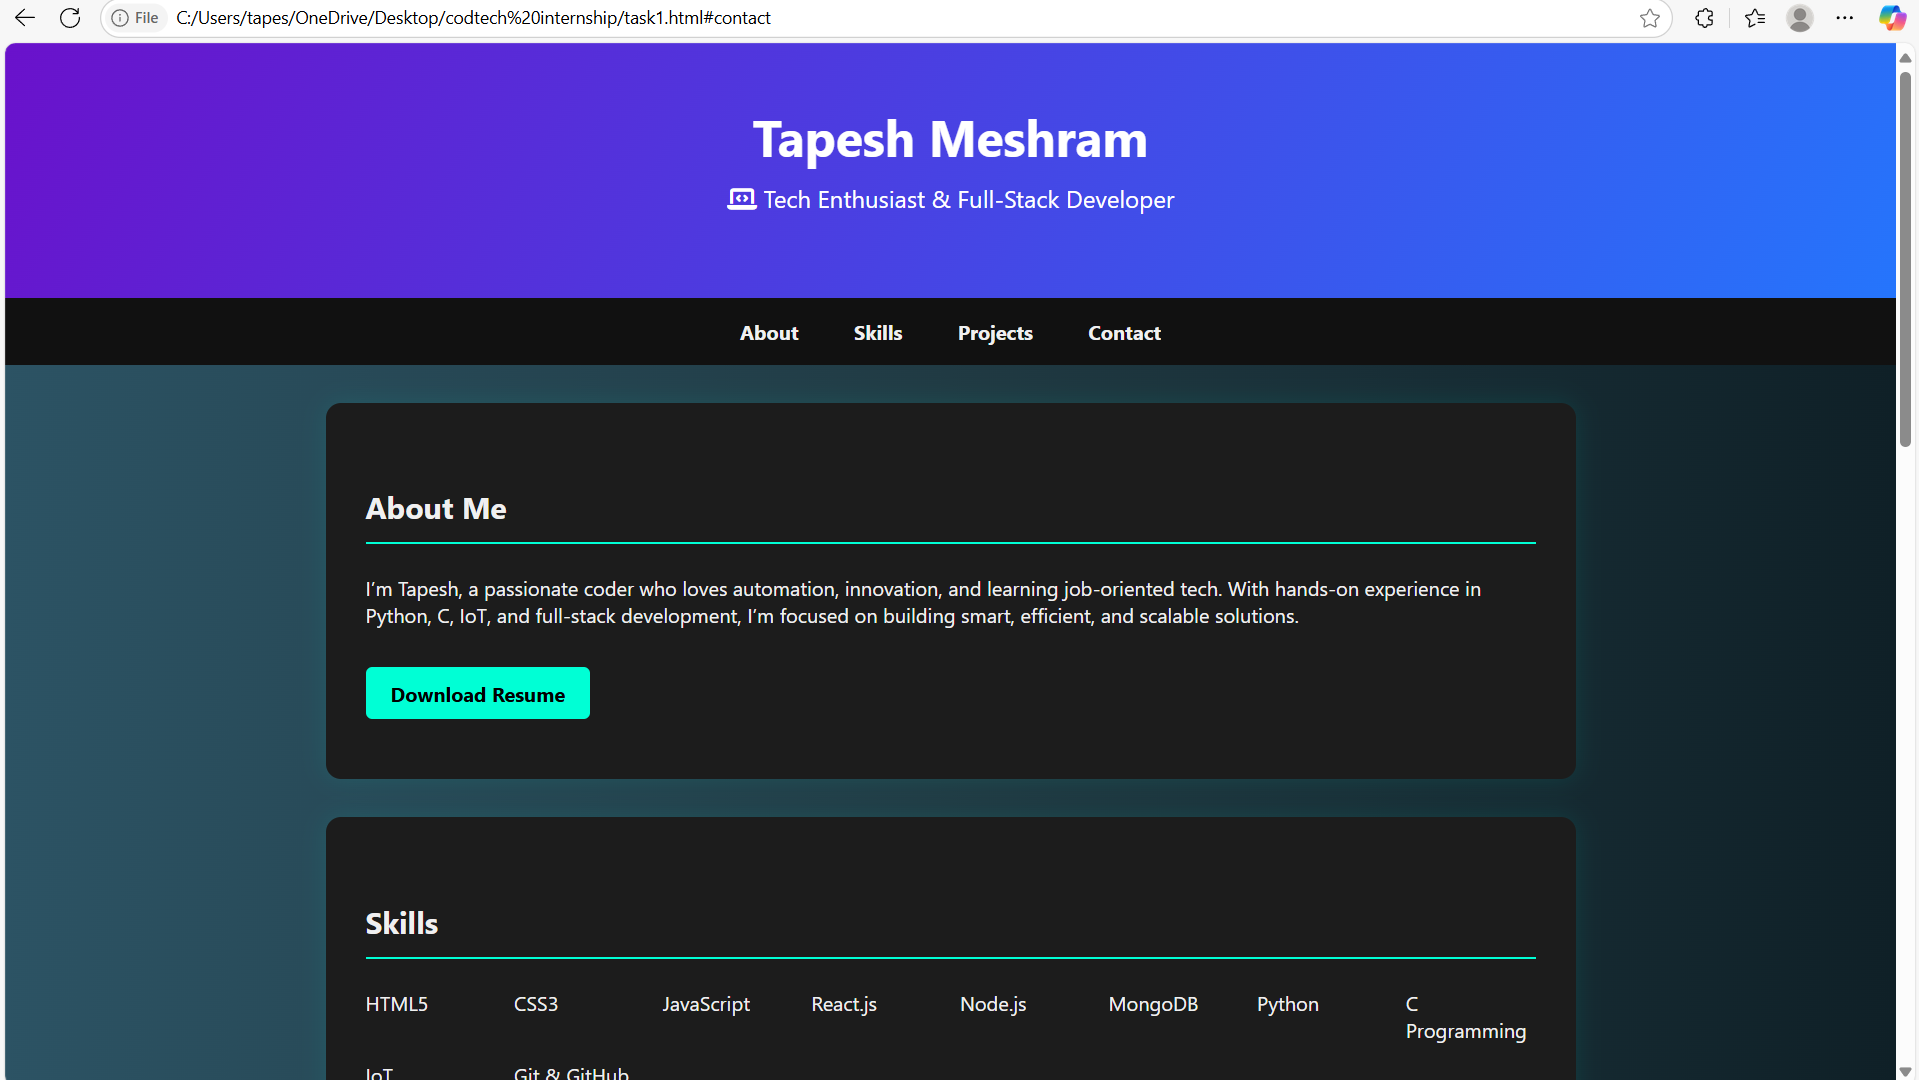 File
C:/Users/tapes/OneDrive/Desktop/codtech%20internship/task1.html#contact
Tapesh Meshram
Tech Enthusiast & Full-Stack Developer
About Skills Projects Contact
About Me
I’m Tapesh, a passionate coder who loves automation, innovation, and learning job-oriented tech. With hands-on experience in
Python, C, IoT, and full-stack development, I’m focused on building smart, efficient, and scalable solutions.
Download Resume
Skills
HTML5 CSS3 JavaScript React.js Node.js MongoDB Python C
Programming
IoT Git & GitHub